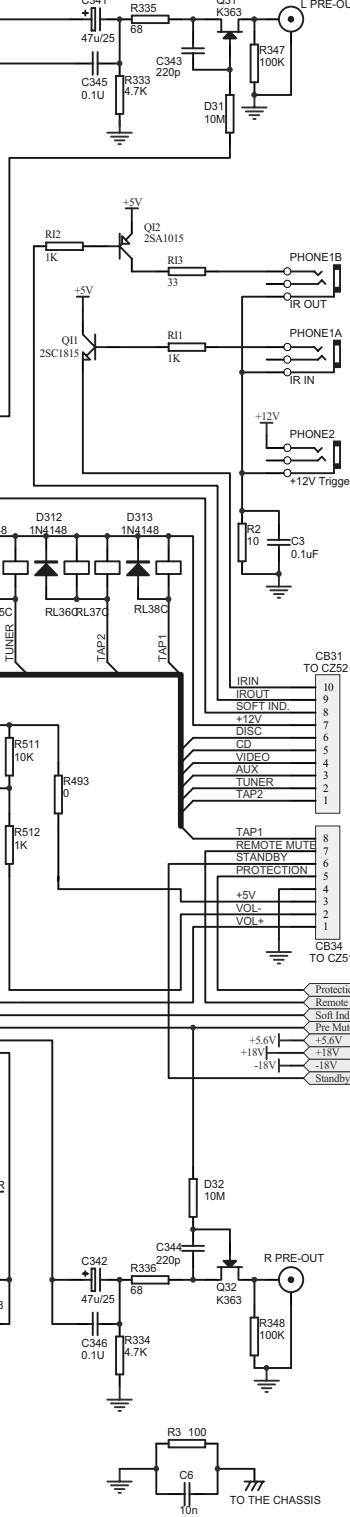 R335
47u/25
68
K363
C345
0.1U
R333
4.7K
C343
220p
R347
100K
D31
10M
+5V
RI2
1K
QI2
2SA1015
RI3
33
PHONE1B
IR OUT
+5V
QI1
2SC1815
RI1
1K
PHONE1A
IR IN
+12V
PHONE2
+12V Trigge
R2
10
C3
0.1uF
D312
1N4148
D313
1N4148
RL36C
RL37C
RL38C
TUNER
TAP2
TAP1
CB31
TO CZ52
IRIN 10
IROUT 9
SOFT IND. 8
+12V 7
DISC 6
CD 5
VIDEO 4
AUX 3
TUNER 2
TAP2 1
R511
10K
R493
0
R512
1K
TAP1 8
REMOTE MUTE 7
STANDBY 6
PROTECTION 5
4
+5V 3
VOL- 2
VOL+ 1
CB34
TO CZ51
Protectio
Remote
Soft Ind
Pre Mut
+5.6V +5.6V
+18V +18V
-18V -18V
Standby
D32
10M
C344
220p
R PRE-OUT
C342
47u/25
R336
68
Q32
K363
C346
0.1U
R334
4.7K
R348
100K
R3 100
C6
10n
TO THE CHASSIS